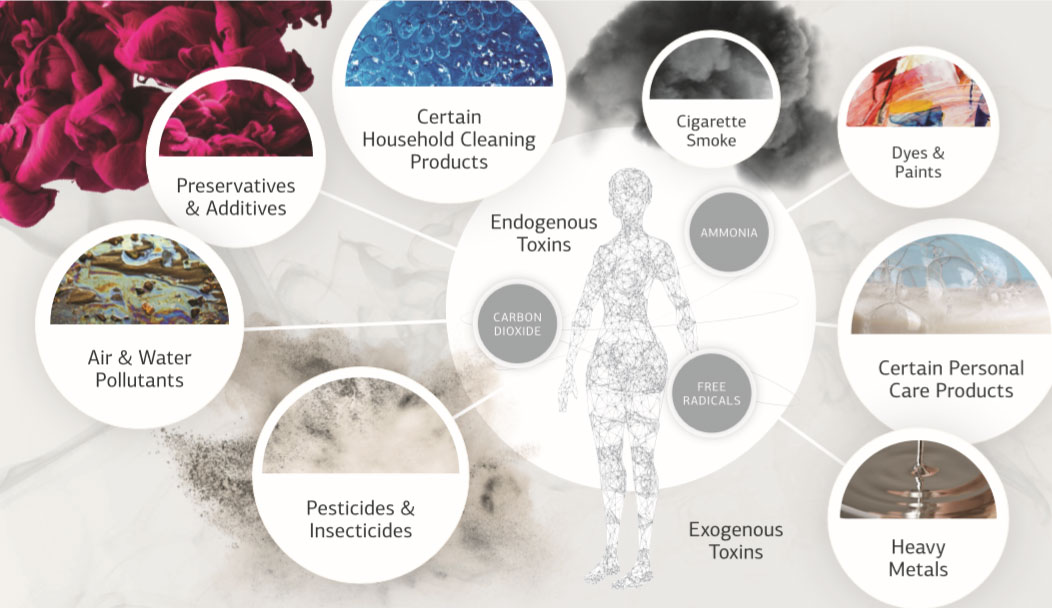 Certain
Household Cleaning
Products
Cigarette
Smoke
Dyes &
Paints
Preservatives
& Additives
Endogenous
Toxins
AMMONIA
CARBON
DIOXIDE
Air & Water
Pollutants
Certain Personal
Care Products
FREE
RADICALS
Pesticides &
Insecticides
Exogenous
Toxins
Heavy
Metals